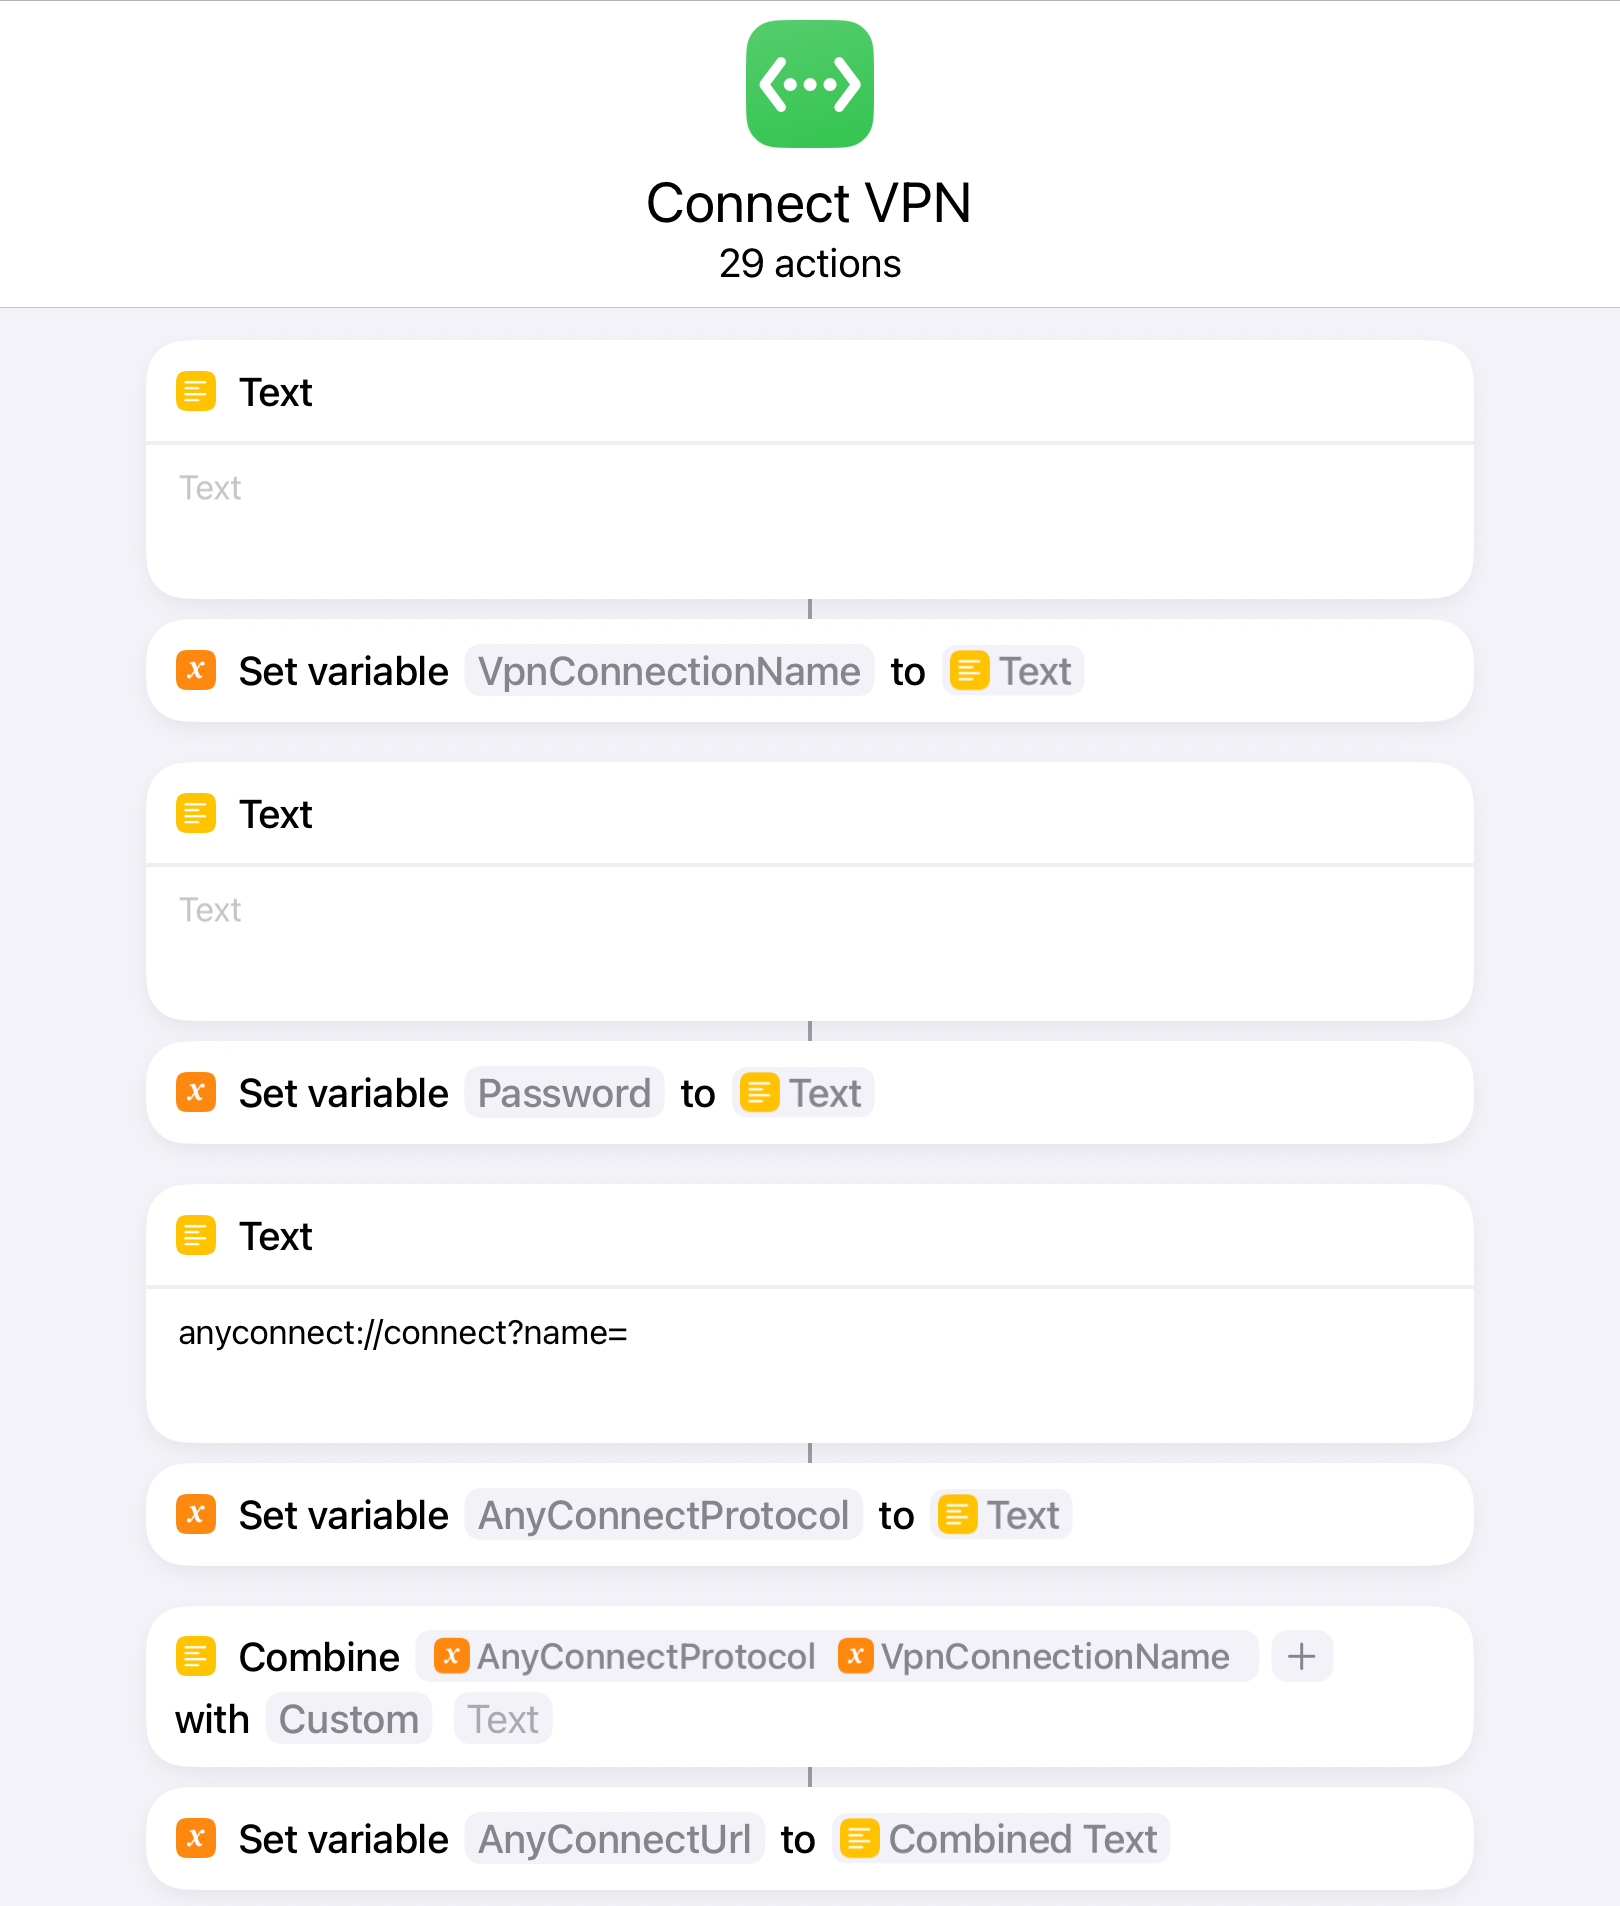 Connect VPN
29 actions
Text
Text
Set variable VpnConnectionName to Text
Text
Text
Set variable Password to Text
Text
anyconnect://connect?name=
Set variable AnyConnectProtocol to Text
Combine AnyConnectProtocol VpnConnectionName +
with Custom Text
Set variable AnyConnectUrl to Combined Text